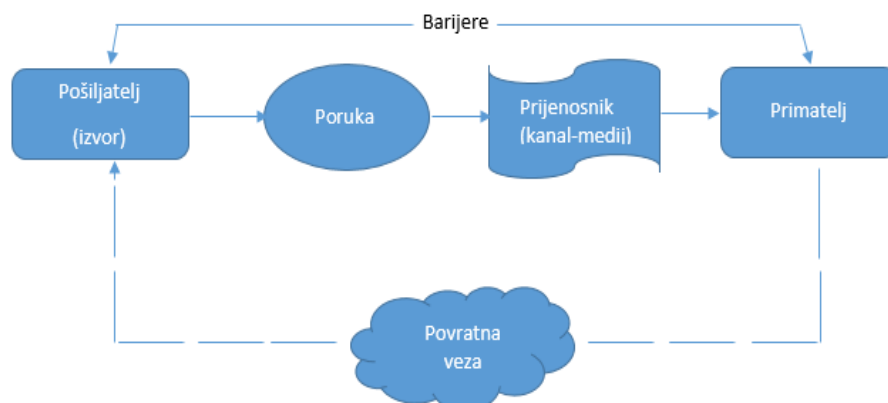 Barijere
Pošiljatelj
(izvor)
Poruka
Prijenosnik
(kanal-medij)
Primatelj
Povratna
veza